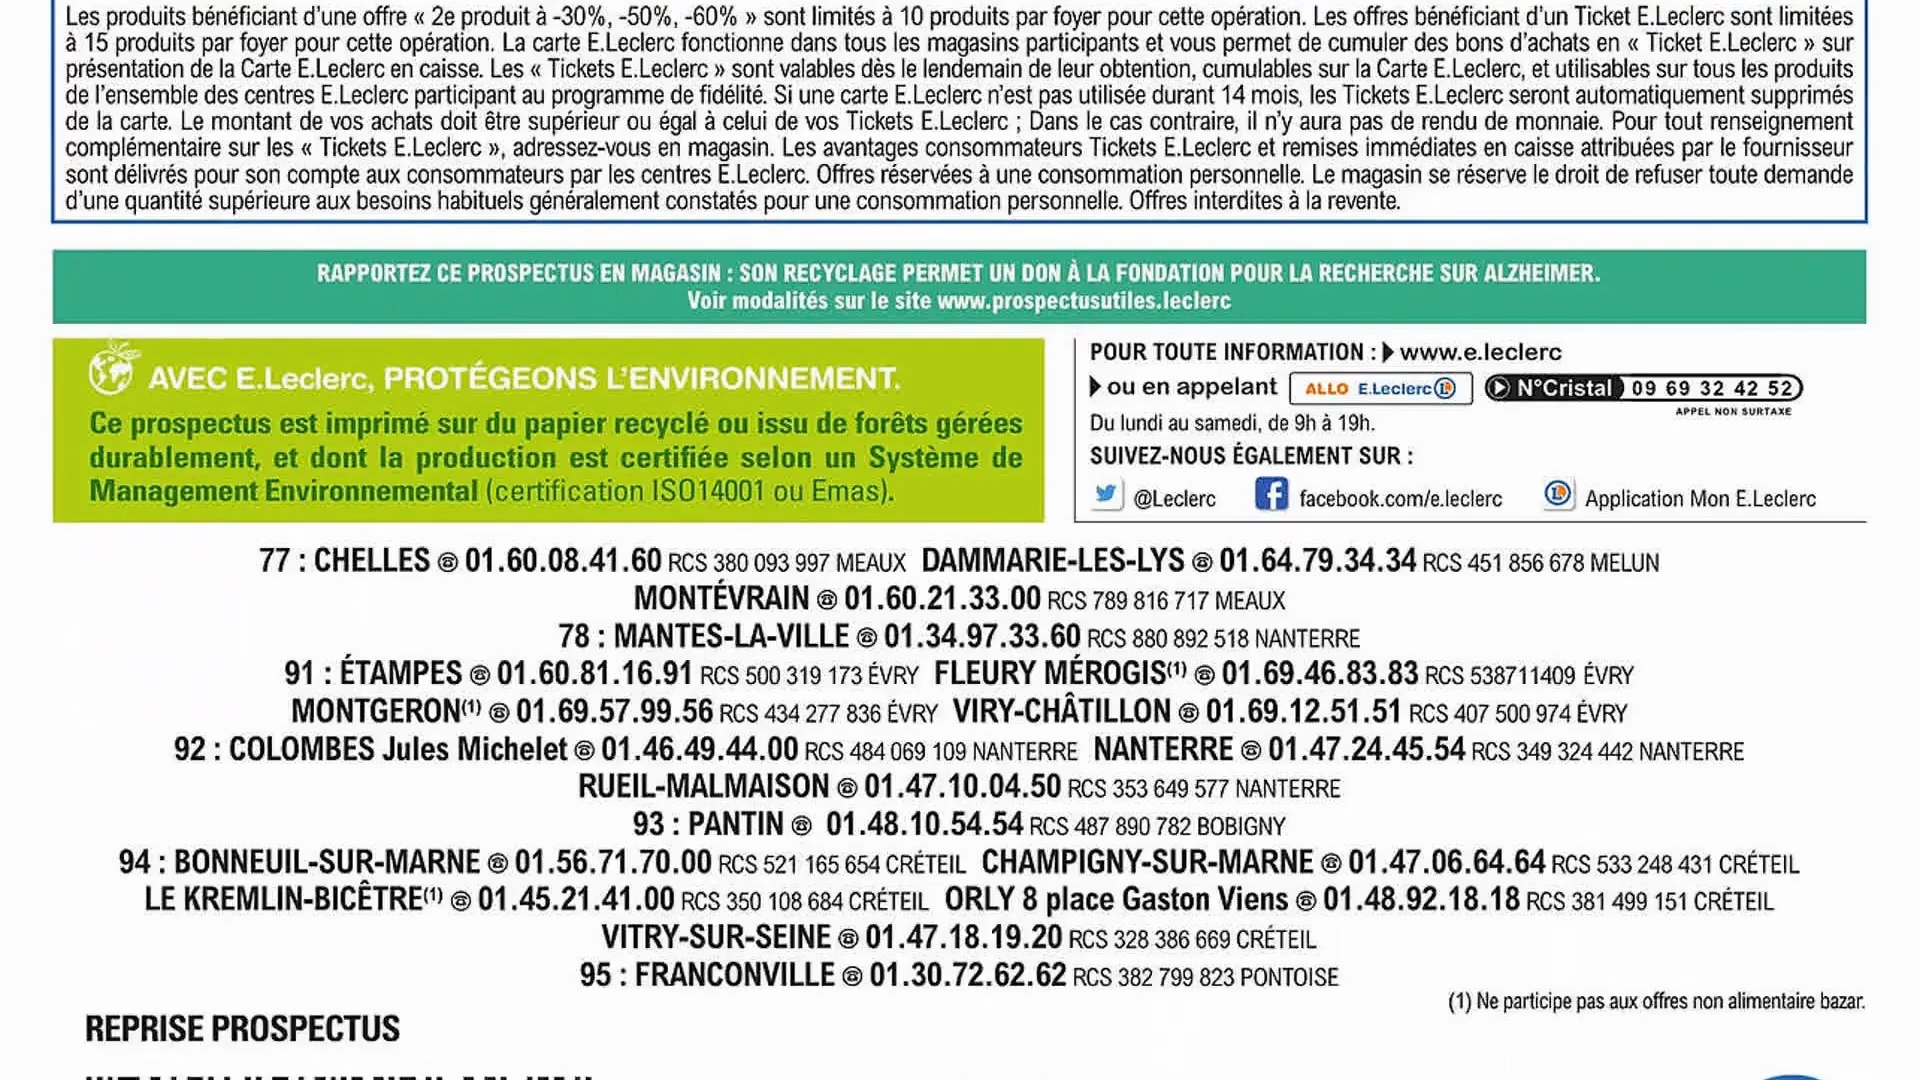 Les produits bénéficiant d'une offre « 2e produit à -30%, -50%, -60% » sont limités à 10 produits par foyer pour cette opération. Les offres bénéficiant d'un Ticket E.Leclerc sont limitées
à 15 produits par foyer pour cette opération. La carte E.Leclerc fonctionne dans tous les magasins participants et vous permet de cumuler des bons d'achats en « Ticket E.Leclerc » sur
présentation de la Carte E.Leclerc en caisse. Les « Tickets E.Leclerc » sont valables dès le lendemain de leur obtention, cumulables sur la Carte E.Leclerc, et utilisables sur tous les produits
de l'ensemble des centres E.Leclerc participant au programme de fidélité. Si une carte E.Leclerc n'est pas utilisée durant 14 mois, les Tickets E.Leclerc seront automatiquement supprimés
de la carte. Le montant de vos achats doit être supérieur ou égal à celui de vos Tickets E.Leclerc ; Dans le cas contraire, il n'y aura pas de rendu de monnaie. Pour tout renseignement
complémentaire sur les « Tickets E.Leclerc », adressez-vous en magasin. Les avantages consommateurs Tickets E.Leclerc et remises immédiates en caisse attribuées par le fournisseur
sont délivrés pour son compte aux consommateurs par les centres E.Leclerc. Offres réservées à une consommation personnelle. Le magasin se réserve le droit de refuser toute demande
d'une quantité supérieure aux besoins habituels généralement constatés pour une consommation personnelle. Offres interdites à la revente.
RAPPORTEZ CE PROSPECTUS EN MAGASIN : SON RECYCLAGE PERMET UN DON À LA FONDATION POUR LA RECHERCHE SUR ALZHEIMER.
Voir modalités sur le site www.prospectusutiles.leclerc
AVEC E.Leclerc, PROTÉGEONS L'ENVIRONNEMENT.
Ce prospectus est imprimé sur du papier recyclé ou issu de forêts gérées
durablement, et dont la production est certifiée selon un Système de
Management Environnemental (certification ISO14001 ou Emas).
POUR TOUTE INFORMATION : www.e.leclerc
ou en appelant ALLO E.Leclerc N°Cristal 09 69 32 42 52
APPEL NON SURTAXE
Du lundi au samedi, de 9h à 19h.
SUIVEZ-NOUS ÉGALEMENT SUR :
@Leclerc facebook.com/e.leclerc Application Mon E.Leclerc
77 : CHELLES ☎ 01.60.08.41.60 RCS 380 093 997 MEAUX DAMMARIE-LES-LYS ☎ 01.64.79.34.34 RCS 451 856 678 MELUN
MONTÉVRAIN ☎ 01.60.21.33.00 RCS 789 816 717 MEAUX
78 : MANTES-LA-VILLE ☎ 01.34.97.33.60 RCS 880 892 518 NANTERRE
91 : ÉTAMPES ☎ 01.60.81.16.91 RCS 500 319 173 ÉVRY FLEURY MÉROGIS(1) ☎ 01.69.46.83.83 RCS 538711409 ÉVRY
MONTGERON(1) ☎ 01.69.57.99.56 RCS 434 277 836 ÉVRY VIRY-CHÂTILLON ☎ 01.69.12.51.51 RCS 407 500 974 ÉVRY
92 : COLOMBES Jules Michelet ☎ 01.46.49.44.00 RCS 484 069 109 NANTERRE NANTERRE ☎ 01.47.24.45.54 RCS 349 324 442 NANTERRE
RUEIL-MALMAISON ☎ 01.47.10.04.50 RCS 353 649 577 NANTERRE
93 : PANTIN ☎ 01.48.10.54.54 RCS 487 890 782 BOBIGNY
94 : BONNEUIL-SUR-MARNE ☎ 01.56.71.70.00 RCS 521 165 654 CRÉTEIL CHAMPIGNY-SUR-MARNE ☎ 01.47.06.64.64 RCS 533 248 431 CRÉTEIL
LE KREMLIN-BICÊTRE(1) ☎ 01.45.21.41.00 RCS 350 108 684 CRÉTEIL ORLY 8 place Gaston Viens ☎ 01.48.92.18.18 RCS 381 499 151 CRÉTEIL
VITRY-SUR-SEINE ☎ 01.47.18.19.20 RCS 328 386 669 CRÉTEIL
95 : FRANCONVILLE ☎ 01.30.72.62.62 RCS 382 799 823 PONTOISE
(1) Ne participe pas aux offres non alimentaire bazar.
REPRISE PROSPECTUS